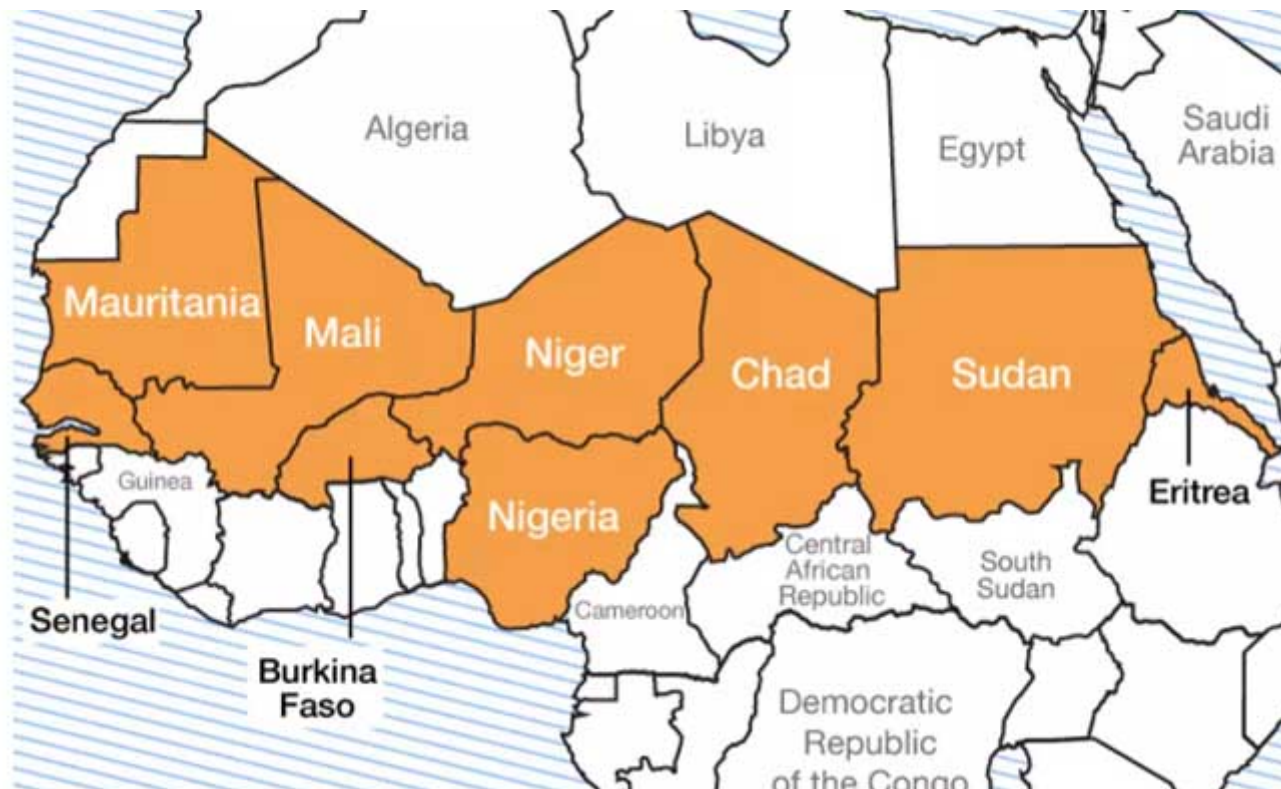 Algeria
Libya
Egypt
Saudi
Arabia
Mauritania
Mali
Niger
Chad
Sudan
Eritrea
Guinea
Nigeria
Central
African
Republic
South
Sudan
Cameroon
Senegal
Burkina
Faso
Democratic
Republic
of the Congo